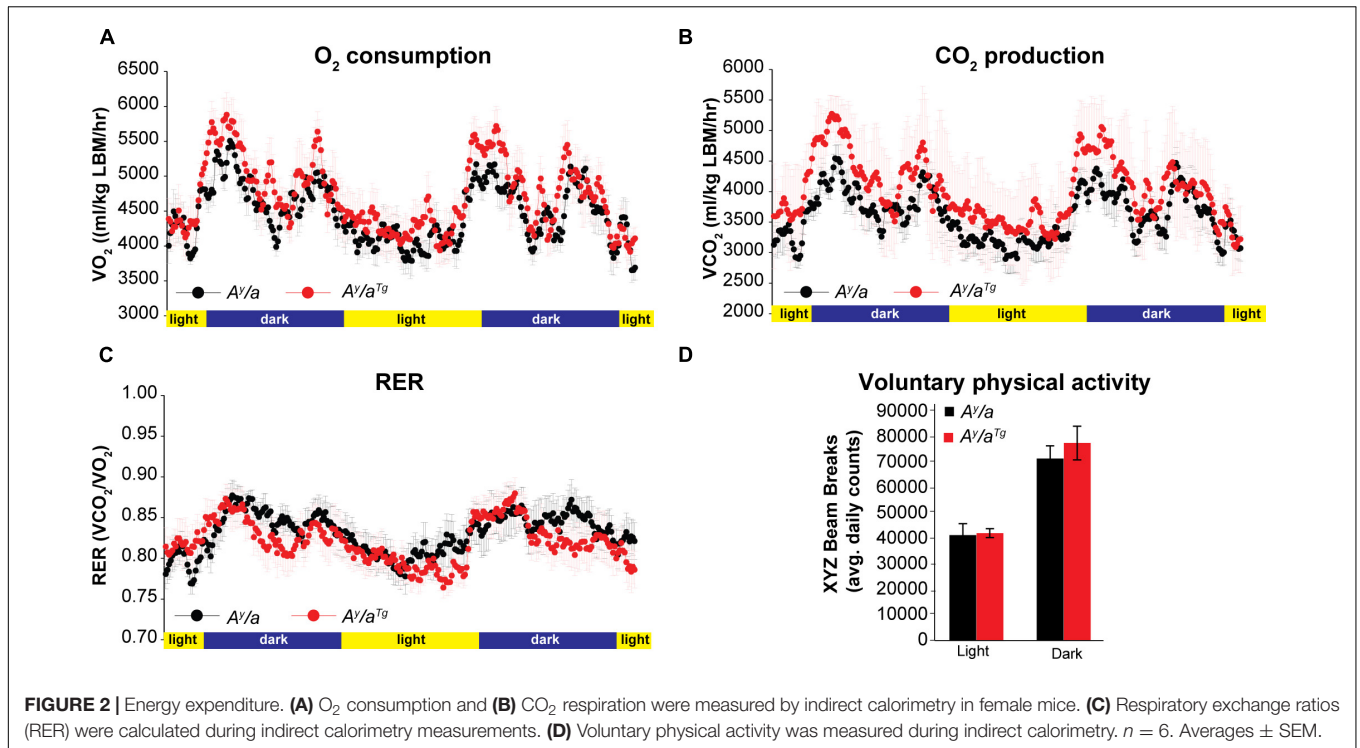 A
O₂ consumption
VO₂ ((ml/kg LBM/hr)
6500
6000
5500
5000
4500
4000
3500
3000
Aʸ/a
Aʸ/aᵀᵍ
light dark light dark light
B
CO₂ production
VCO₂ (ml/kg LBM/hr)
6000
5500
5000
4500
4000
3500
3000
2500
2000
Aʸ/a
Aʸ/aᵀᵍ
light dark light dark light
C
RER
RER (VCO₂/VO₂)
1.00
0.95
0.90
0.85
0.80
0.75
0.70
Aʸ/a
Aʸ/aᵀᵍ
light dark light dark light
D
Voluntary physical activity
XYZ Beam Breaks
(avg. daily counts)
90000
80000
70000
60000
50000
40000
30000
20000
10000
0
Aʸ/a
Aʸ/aᵀᵍ
Light Dark
FIGURE 2 | Energy expenditure. (A) O₂ consumption and (B) CO₂ respiration were measured by indirect calorimetry in female mice. (C) Respiratory exchange ratios
(RER) were calculated during indirect calorimetry measurements. (D) Voluntary physical activity was measured during indirect calorimetry. n = 6. Averages ± SEM.